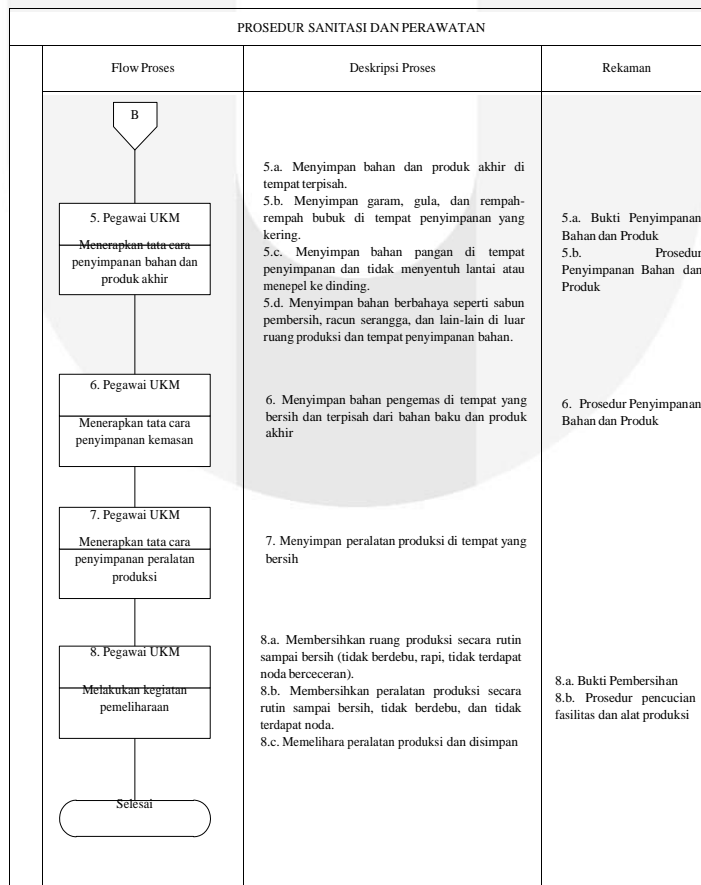 PROSEDUR SANITASI DAN PERAWATAN
Flow Proses
Deskripsi Proses
Rekaman
B
5. Pegawai UKM
Menerapkan tata cara
penyimpanan bahan dan
produk akhir
5.a. Menyimpan bahan dan produk akhir di
tempat terpisah.
5.b. Menyimpan garam, gula, dan rempah-
rempah bubuk di tempat penyimpanan yang
kering.
5.c. Menyimpan bahan pangan di tempat
penyimpanan dan tidak menyentuh lantai atau
menepel ke dinding.
5.d. Menyimpan bahan berbahaya seperti sabun
pembersih, racun serangga, dan lain-lain di luar
ruang produksi dan tempat penyimpanan bahan.
5.a. Bukti Penyimpanan
Bahan dan Produk
5.b. Prosedur
Penyimpanan Bahan dan
Produk
6. Pegawai UKM
Menerapkan tata cara
penyimpanan kemasan
6. Menyimpan bahan pengemas di tempat yang
bersih dan terpisah dari bahan baku dan produk
akhir
6. Prosedur Penyimpanan
Bahan dan Produk
7. Pegawai UKM
Menerapkan tata cara
penyimpanan peralatan
produksi
7. Menyimpan peralatan produksi di tempat yang
bersih
8. Pegawai UKM
Melakukan kegiatan
pemeliharaan
8.a. Membersihkan ruang produksi secara rutin
sampai bersih (tidak berdebu, rapi, tidak terdapat
noda berceceran).
8.b. Membersihkan peralatan produksi secara
rutin sampai bersih, tidak berdebu, dan tidak
terdapat noda.
8.c. Memelihara peralatan produksi dan disimpan
8.a. Bukti Pembersihan
8.b. Prosedur pencucian
fasilitas dan alat produksi
Selesai